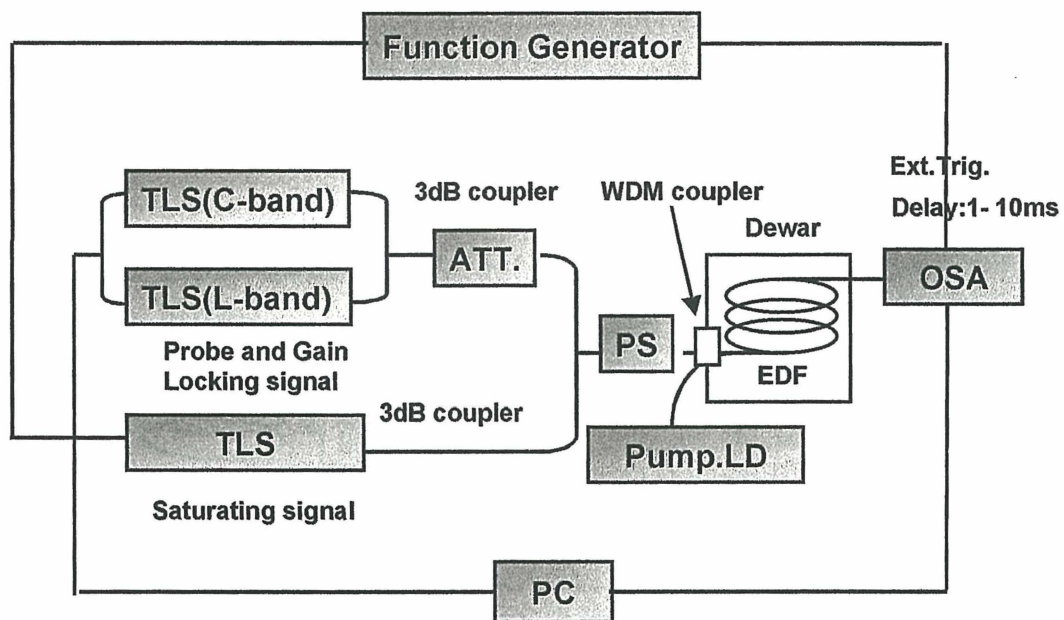 Function Generator
Ext.Trig.
Delay:1- 10ms
TLS(C-band)
3dB coupler
WDM coupler
Dewar
ATT.
OSA
TLS(L-band)
PS
Probe and Gain
Locking signal
EDF
3dB coupler
TLS
Pump.LD
Saturating signal
PC